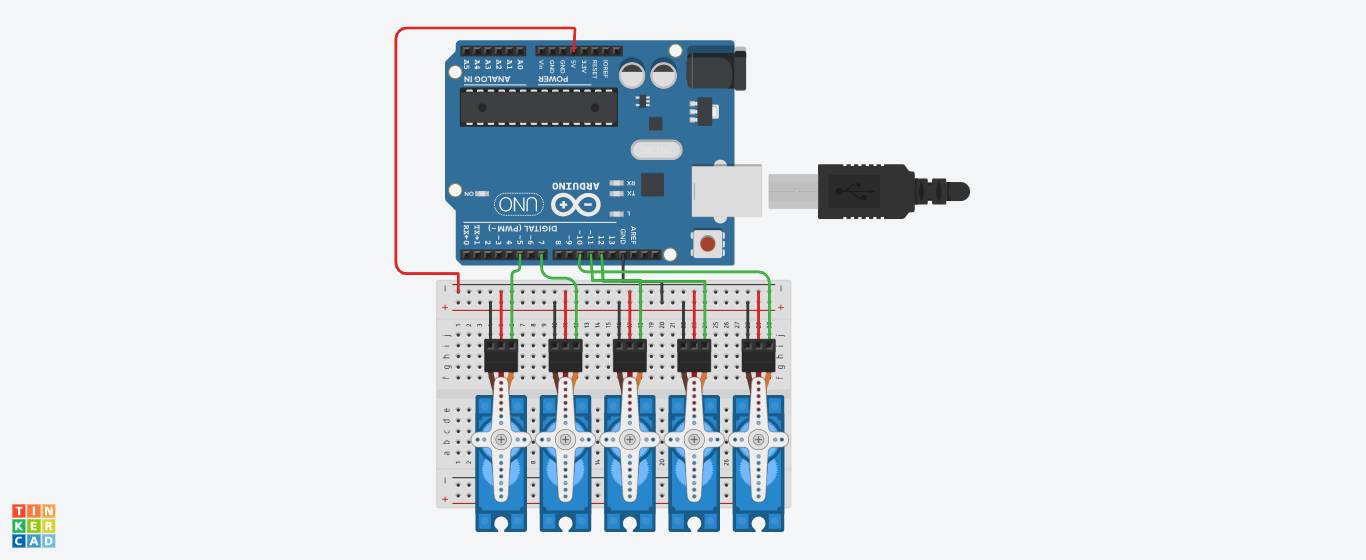 A5 A4 A3 A2 A1 A0 Vin GND GND 5V 3.3V RESET IOREF
ANALOG IN POWER
RX
TX
ON
ARDUINO
UNO
L
DIGITAL (PWM~)
RX←0 TX→1 2 ~3 4 ~5 ~6 7 8 ~9 ~10 ~11 12 13 GND AREF
j j
i i
h h
g g
f f
e
d
c
b
a
TIN
KER
CAD